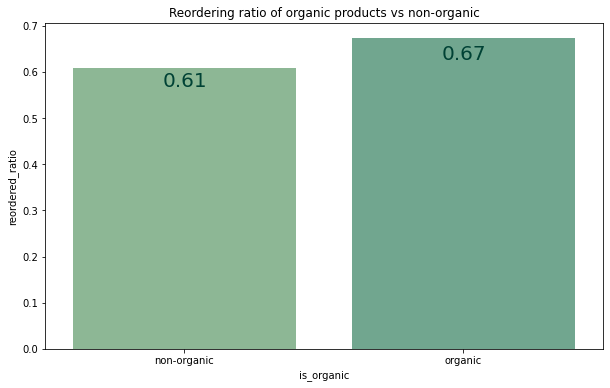 Reordering ratio of organic products vs non-organic
0.7
0.6
0.5
0.4
0.3
0.2
0.1
0.0
reordered_ratio
0.61
0.67
non-organic
organic
is_organic